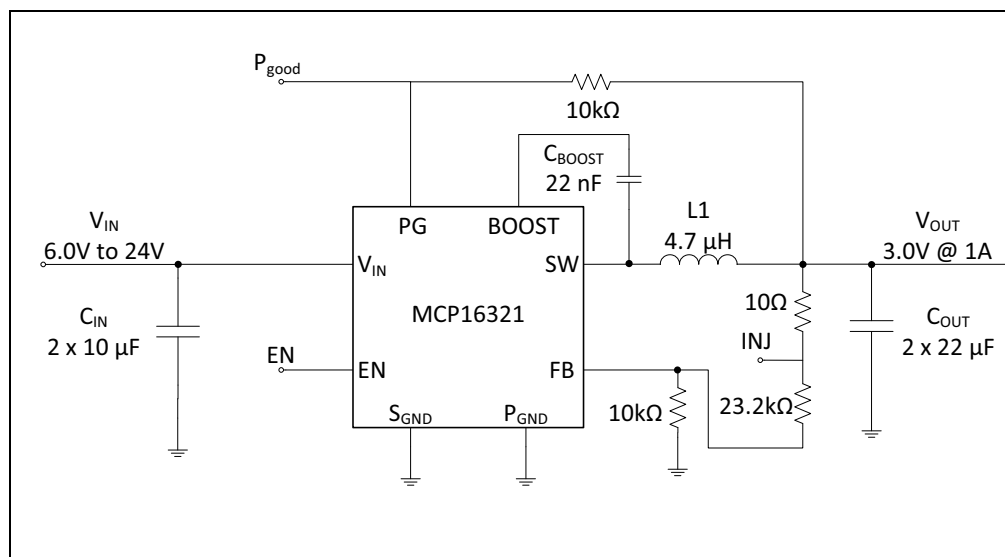 P_good
10kΩ
C_BOOST
22 nF
L1
4.7 µH
V_IN
6.0V to 24V
V_OUT
3.0V @ 1A
PG
BOOST
V_IN
SW
MCP16321
10Ω
C_IN
2 x 10 µF
INJ
C_OUT
2 x 22 µF
EN
EN
FB
10kΩ
23.2kΩ
S_GND
P_GND